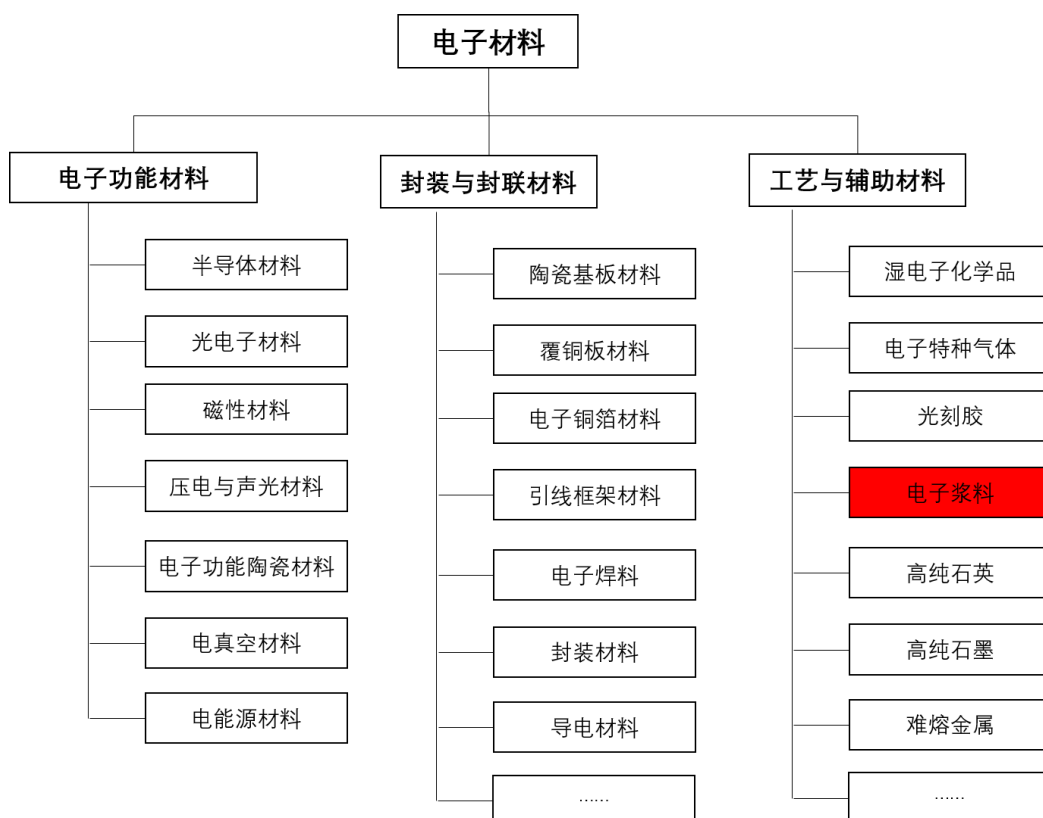 电子材料
电子功能材料
半导体材料
光电子材料
磁性材料
压电与声光材料
电子功能陶瓷材料
电真空材料
电能源材料
封装与封联材料
陶瓷基板材料
覆铜板材料
电子铜箔材料
引线框架材料
电子焊料
封装材料
导电材料
……
工艺与辅助材料
湿电子化学品
电子特种气体
光刻胶
电子浆料
高纯石英
高纯石墨
难熔金属
……